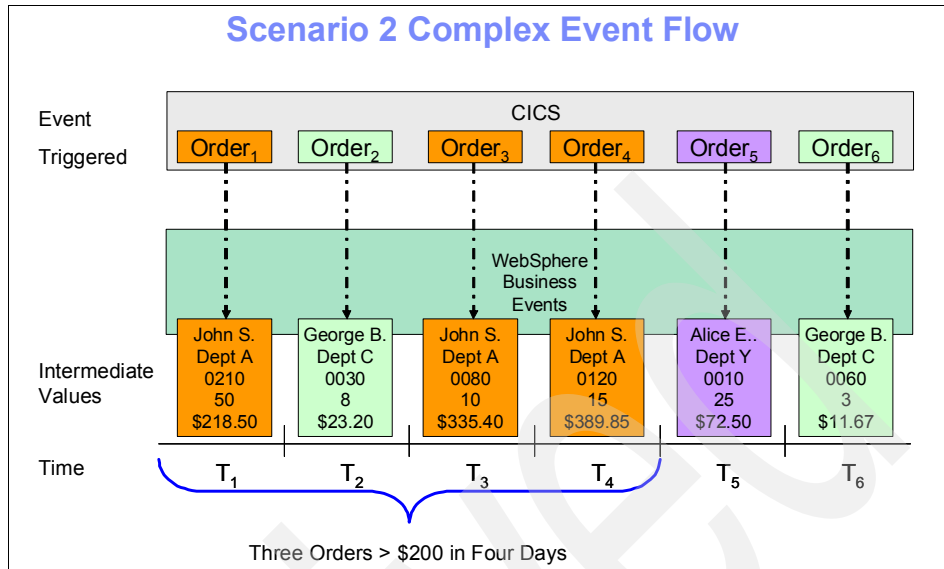 Scenario 2 Complex Event Flow
Event
Triggered
CICS
Order1
Order2
Order3
Order4
Order5
Order6
WebSphere
Business
Events
Intermediate
Values
John S.
Dept A
0210
50
$218.50
George B.
Dept C
0030
8
$23.20
John S.
Dept A
0080
10
$335.40
John S.
Dept A
0120
15
$389.85
Alice E..
Dept Y
0010
25
$72.50
George B.
Dept C
0060
3
$11.67
Time
T1
T2
T3
T4
T5
T6
Three Orders > $200 in Four Days